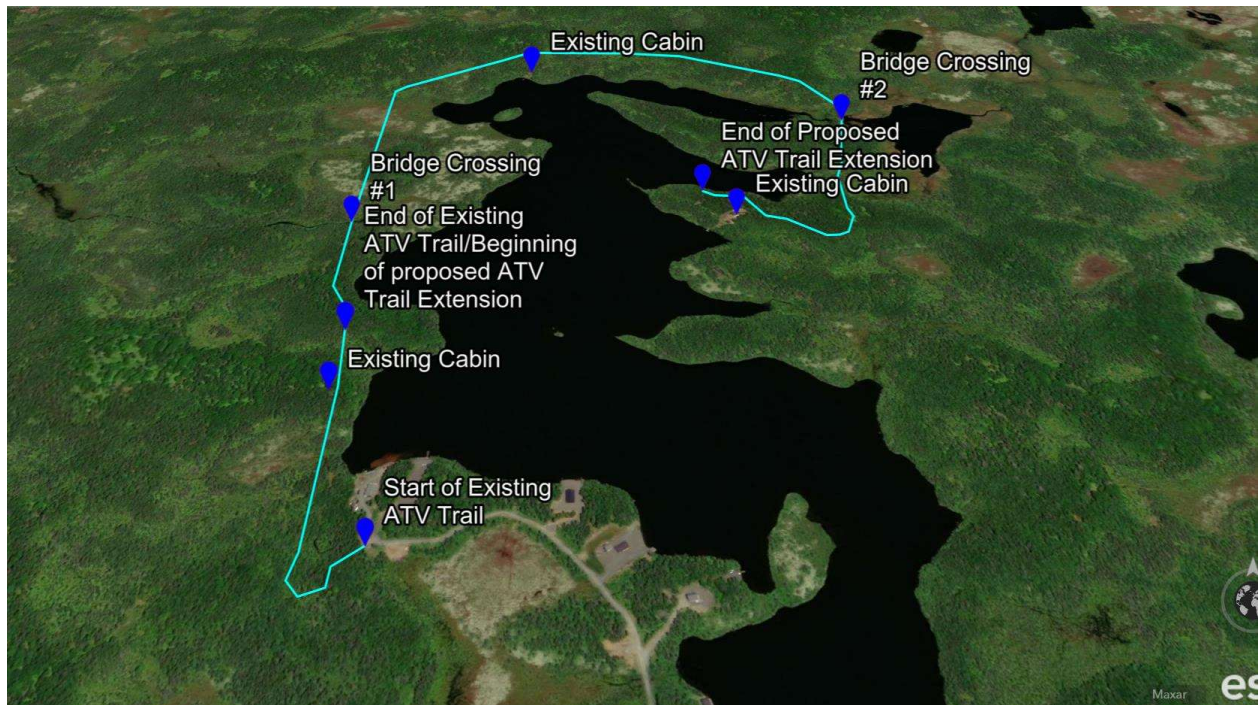 Existing Cabin
Bridge Crossing
#2
End of Proposed
ATV Trail Extension
Existing Cabin
Bridge Crossing
#1
End of Existing
ATV Trail/Beginning
of proposed ATV
Trail Extension
Existing Cabin
Start of Existing
ATV Trail
Maxar
es